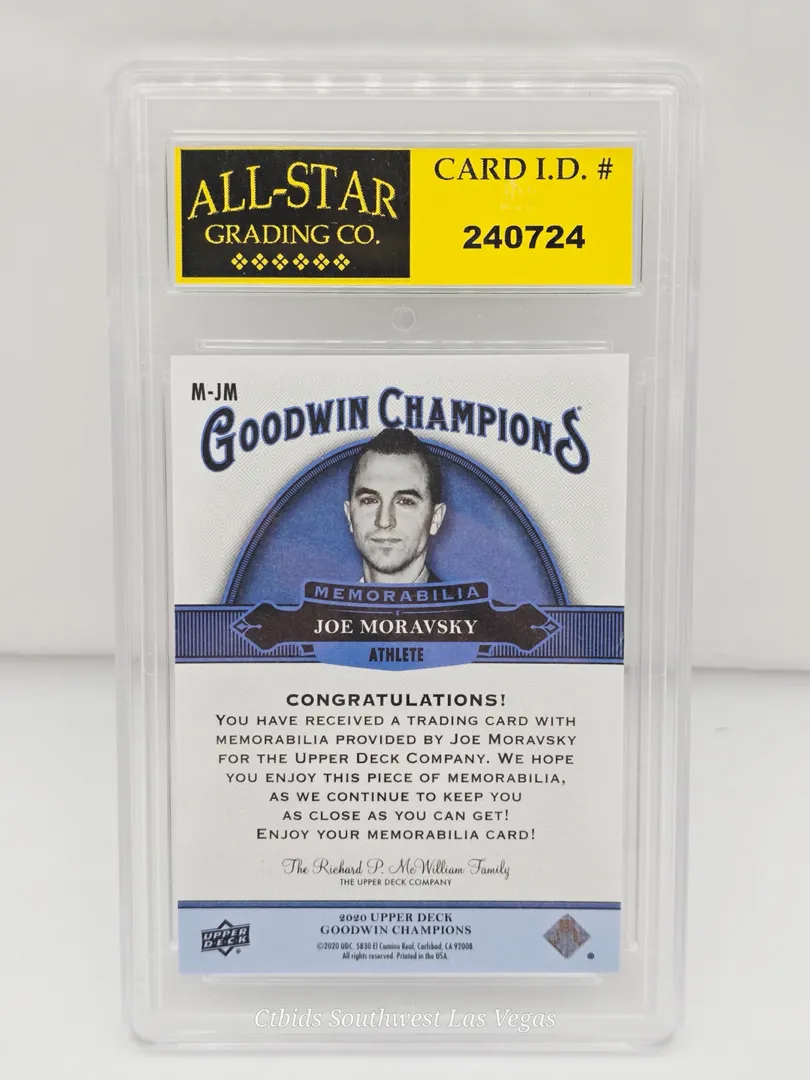 ALL-STAR
GRADING CO.
CARD I.D. #
240724
M-JM
GOODWIN CHAMPIONS
MEMORABILIA
JOE MORAVSKY
ATHLETE
CONGRATULATIONS!
YOU HAVE RECEIVED A TRADING CARD WITH
MEMORABILIA PROVIDED BY JOE MORAVSKY
FOR THE UPPER DECK COMPANY. WE HOPE
YOU ENJOY THIS PIECE OF MEMORABILIA,
AS WE CONTINUE TO KEEP YOU
AS CLOSE AS YOU CAN GET!
ENJOY YOUR MEMORABILIA CARD!
The Richard P. McWilliam Family
THE UPPER DECK COMPANY
2020 UPPER DECK
GOODWIN CHAMPIONS
©2020 UDC. 5830 El Camino Real, Carlsbad, CA 92008
All rights reserved. Printed in the USA.
UPPER
DECK
Ctbids Southwest Las Vegas